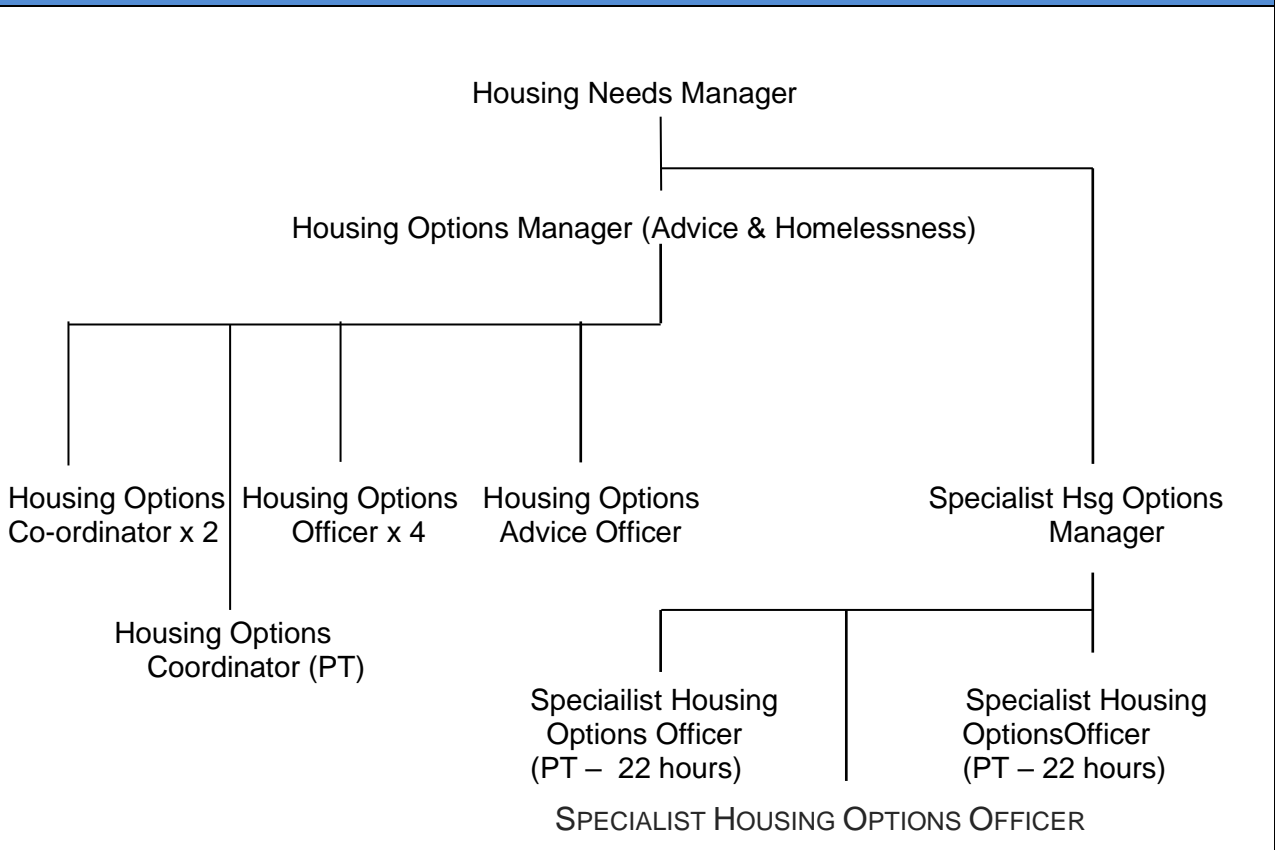 Housing Needs Manager
Housing Options Manager (Advice & Homelessness)
Housing Options
Co-ordinator x 2
Housing Options
Officer x 4
Housing Options
Advice Officer
Specialist Hsg Options
Manager
Housing Options
Coordinator (PT)
Speciailist Housing
Options Officer
(PT – 22 hours)
Specialist Housing
OptionsOfficer
(PT – 22 hours)
SPECIALIST HOUSING OPTIONS OFFICER